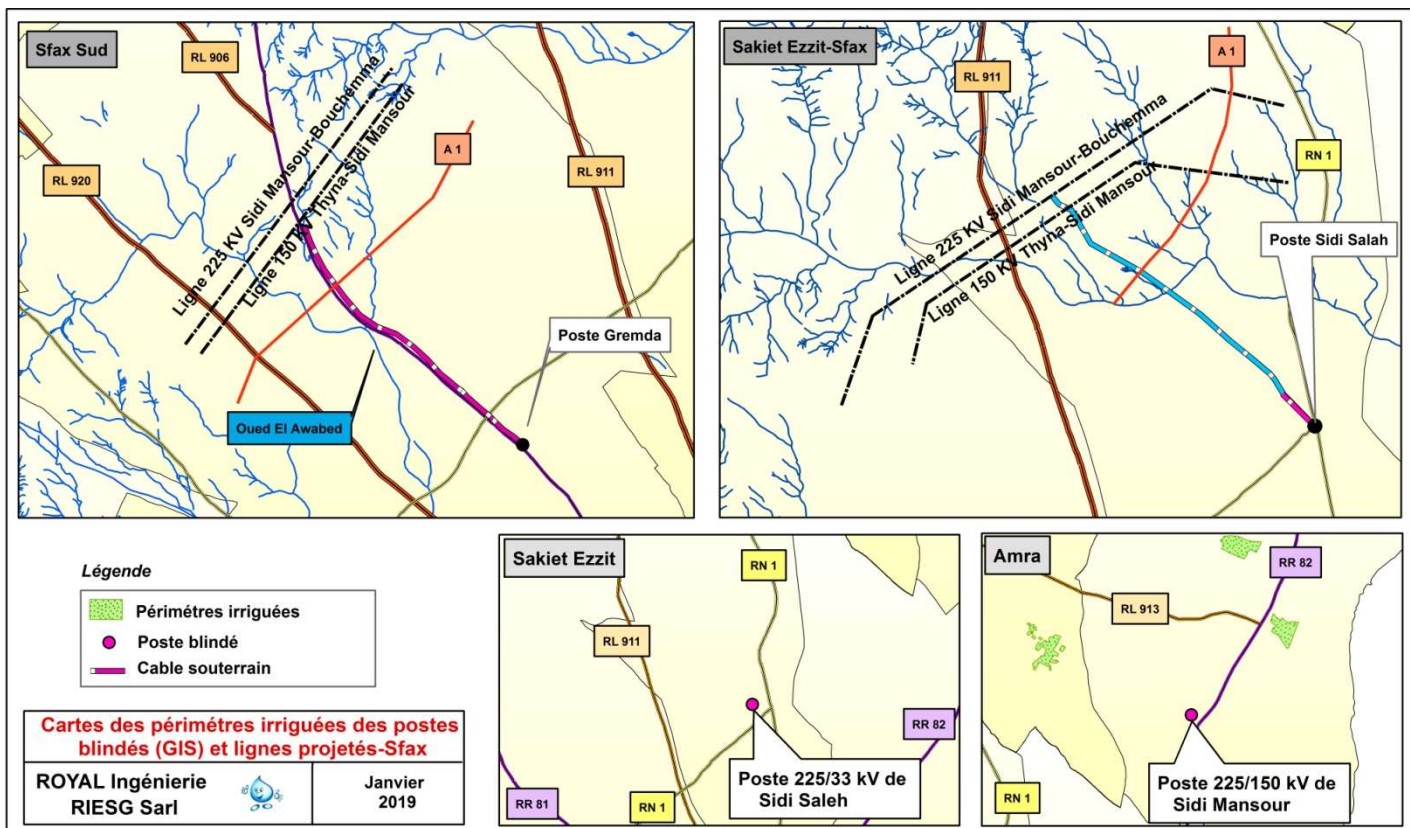 Sfax Sud
RL 906
RL 920
A 1
RL 911
Ligne 225 KV Sidi Mansour-Bouchemma
Ligne 150 KV Thyna-Sidi Mansour
Poste Gremda
Oued El Awabed
Sakiet Ezzit-Sfax
RL 911
A 1
RN 1
Ligne 225 KV Sidi Mansour-Bouchemma
Ligne 150 KV Thyna-Sidi Mansour
Poste Sidi Salah
Légende
Périmétres irriguées
Poste blindé
Cable souterrain
Cartes des périmétres irriguées des postes
blindés (GIS) et lignes projetés-Sfax
ROYAL Ingénierie
RIESG Sarl
Janvier
2019
Sakiet Ezzit
RN 1
RL 911
RR 82
RR 81
RN 1
Poste 225/33 kV de
Sidi Saleh
Amra
RR 82
RL 913
RN 1
Poste 225/150 kV de
Sidi Mansour